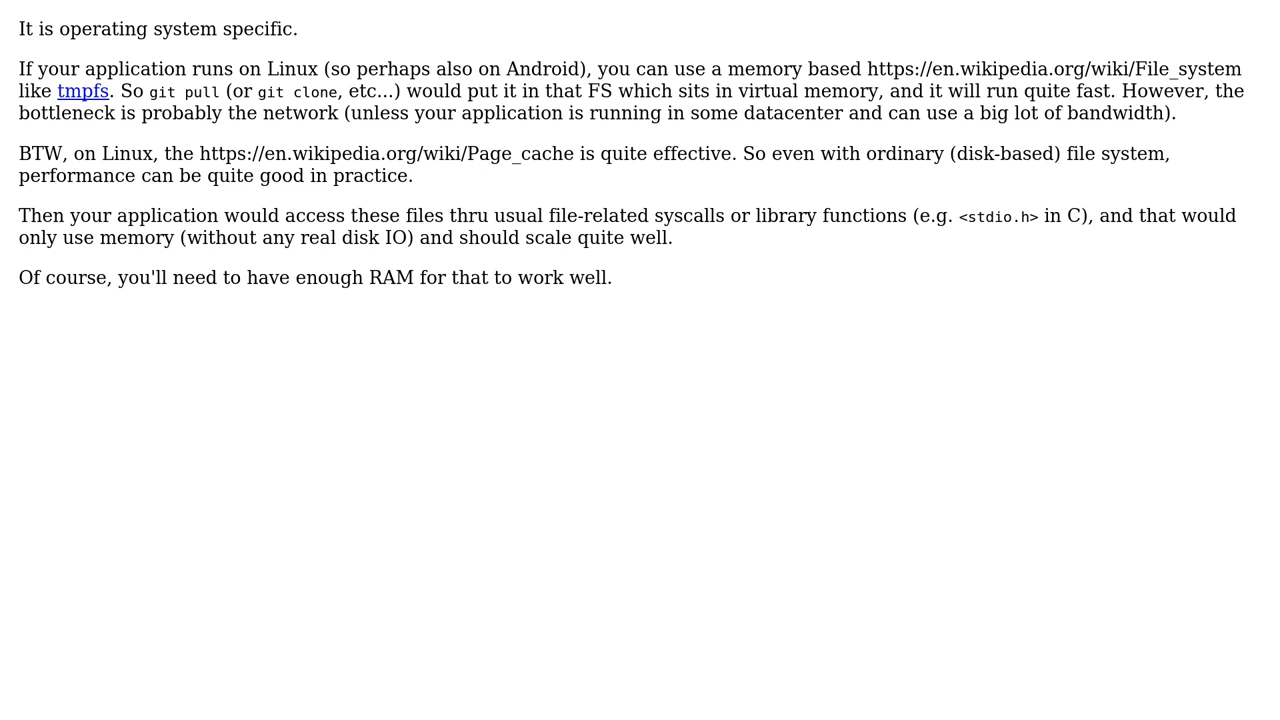 It is operating system specific.
If your application runs on Linux (so perhaps also on Android), you can use a memory based https://en.wikipedia.org/wiki/File_system
like tmpfs. So git pull (or git clone, etc...) would put it in that FS which sits in virtual memory, and it will run quite fast. However, the
bottleneck is probably the network (unless your application is running in some datacenter and can use a big lot of bandwidth).
BTW, on Linux, the https://en.wikipedia.org/wiki/Page_cache is quite effective. So even with ordinary (disk-based) file system,
performance can be quite good in practice.
Then your application would access these files thru usual file-related syscalls or library functions (e.g. <stdio.h> in C), and that would
only use memory (without any real disk IO) and should scale quite well.
Of course, you'll need to have enough RAM for that to work well.